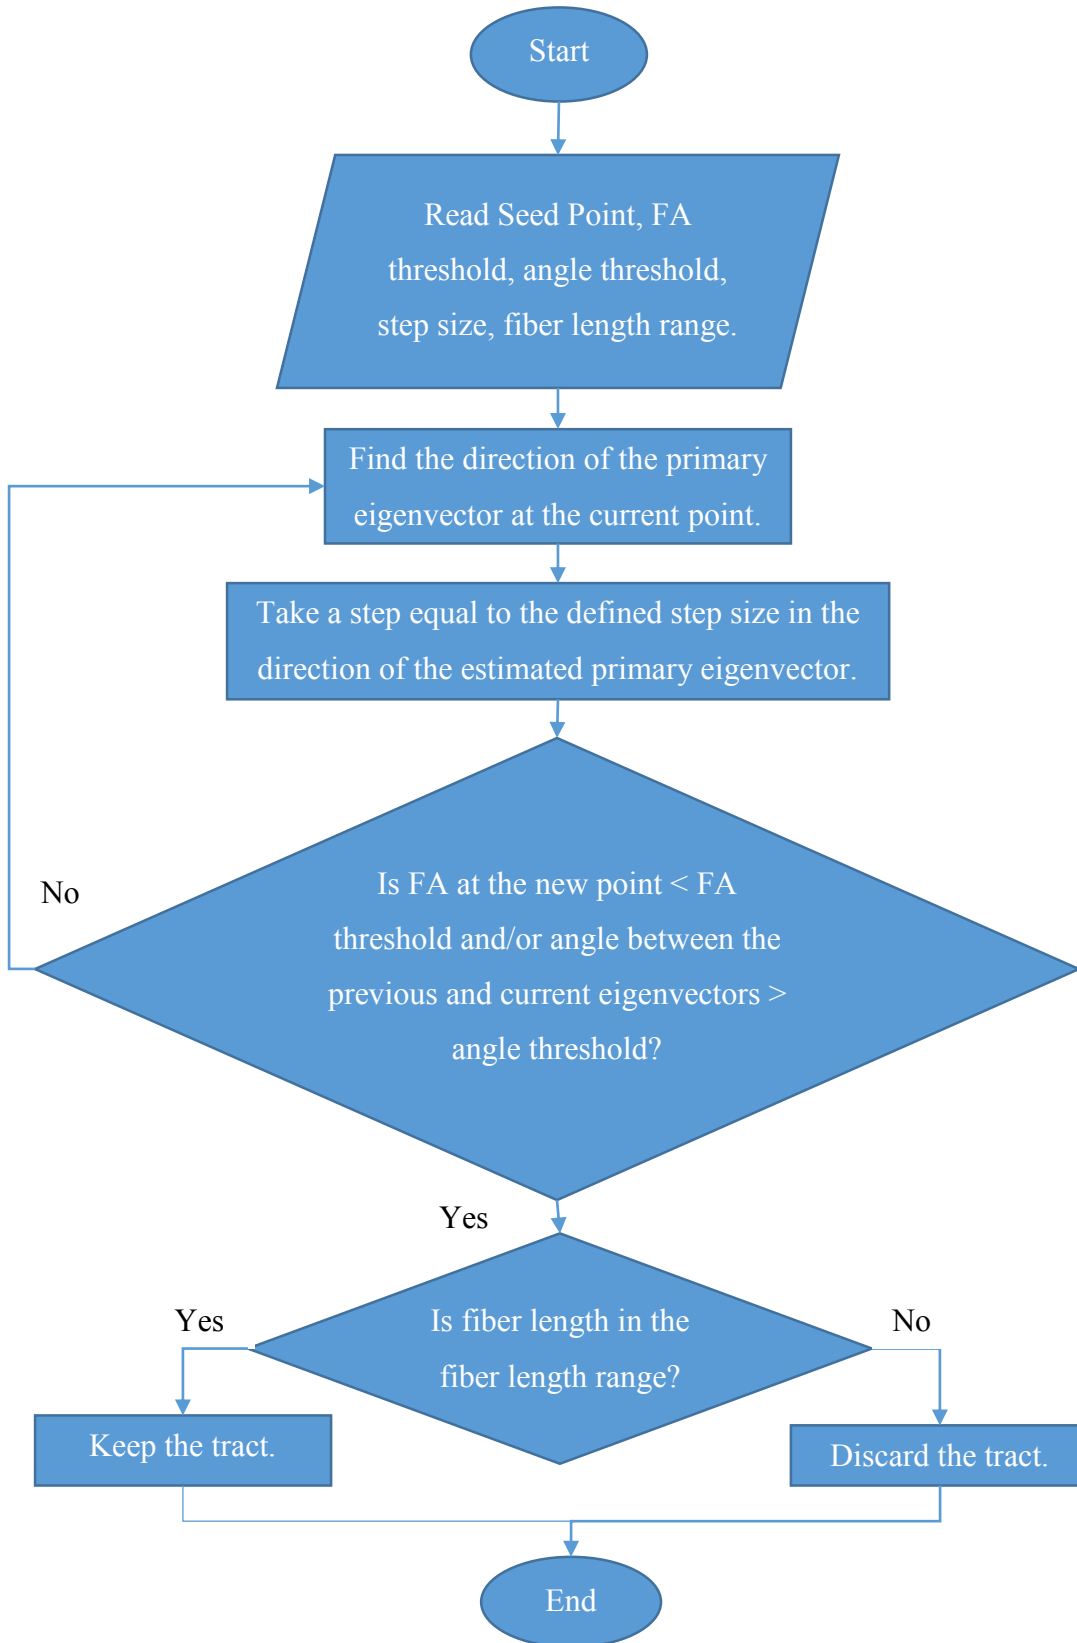 Start
Read Seed Point, FA
threshold, angle threshold,
step size, fiber length range.
Find the direction of the primary
eigenvector at the current point.
Take a step equal to the defined step size in the
direction of the estimated primary eigenvector.
No
Is FA at the new point < FA
threshold and/or angle between the
previous and current eigenvectors >
angle threshold?
Yes
Yes
Is fiber length in the
fiber length range?
No
Keep the tract.
Discard the tract.
End